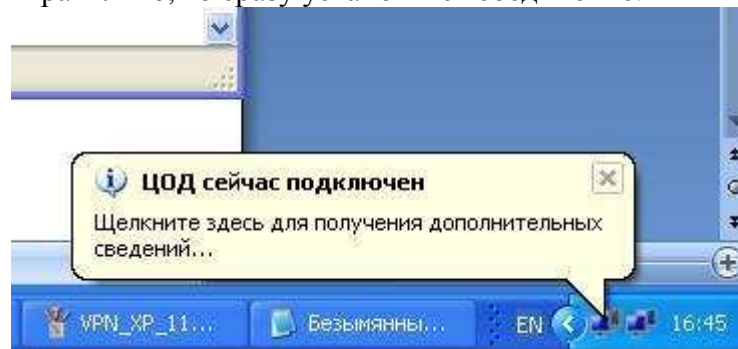 ЦОД сейчас подключен
Щелкните здесь для получения дополнительных
сведений...
VPN_XP_11... Безымянны... EN 16:45